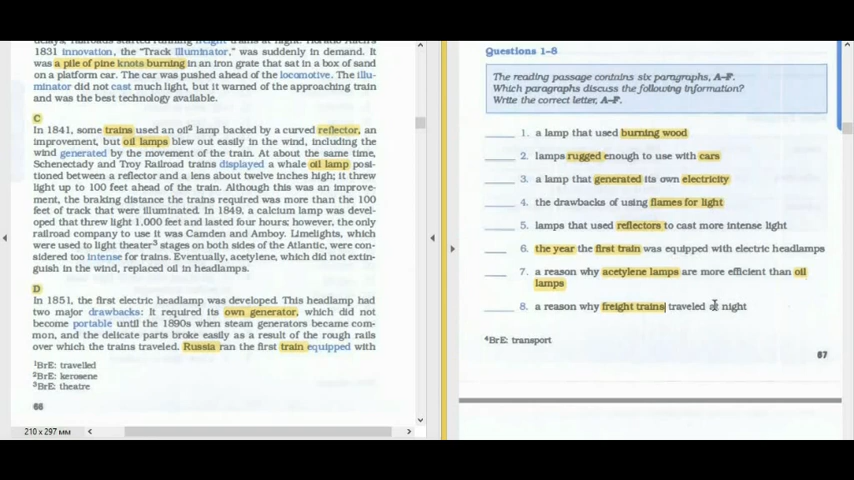 delays, railroads started running freight trains at night. Horatio Allen's
1831 innovation, the "Track Illuminator," was suddenly in demand. It
was a pile of pine knots burning in an iron grate that sat in a box of sand
on a platform car. The car was pushed ahead of the locomotive. The illu-
minator did not cast much light, but it warned of the approaching train
and was the best technology available.
C
In 1841, some trains used an oil² lamp backed by a curved reflector, an
improvement, but oil lamps blew out easily in the wind, including the
wind generated by the movement of the train. At about the same time,
Schenectady and Troy Railroad trains displayed a whale oil lamp posi-
tioned between a reflector and a lens about twelve inches high; it threw
light up to 100 feet ahead of the train. Although this was an improve-
ment, the braking distance the trains required was more than the 100
feet of track that were illuminated. In 1849, a calcium lamp was devel-
oped that threw light 1,000 feet and lasted four hours; however, the only
railroad company to use it was Camden and Amboy. Limelights, which
were used to light theater³ stages on both sides of the Atlantic, were con-
sidered too intense for trains. Eventually, acetylene, which did not extin-
guish in the wind, replaced oil in headlamps.
D
In 1851, the first electric headlamp was developed. This headlamp had
two major drawbacks: It required its own generator, which did not
become portable until the 1890s when steam generators became com-
mon, and the delicate parts broke easily as a result of the rough rails
over which the trains traveled. Russia ran the first train equipped with
¹BrE: travelled
²BrE: kerosene
³BrE: theatre
66
210 x 297 мм
Questions 1–8
The reading passage contains six paragraphs, A–F.
Which paragraphs discuss the following information?
Write the correct letter, A–F.
1. a lamp that used burning wood
2. lamps rugged enough to use with cars
3. a lamp that generated its own electricity
4. the drawbacks of using flames for light
5. lamps that used reflectors to cast more intense light
6. the year the first train was equipped with electric headlamps
7. a reason why acetylene lamps are more efficient than oil
lamps
8. a reason why freight trains traveled at night
⁴BrE: transport
67